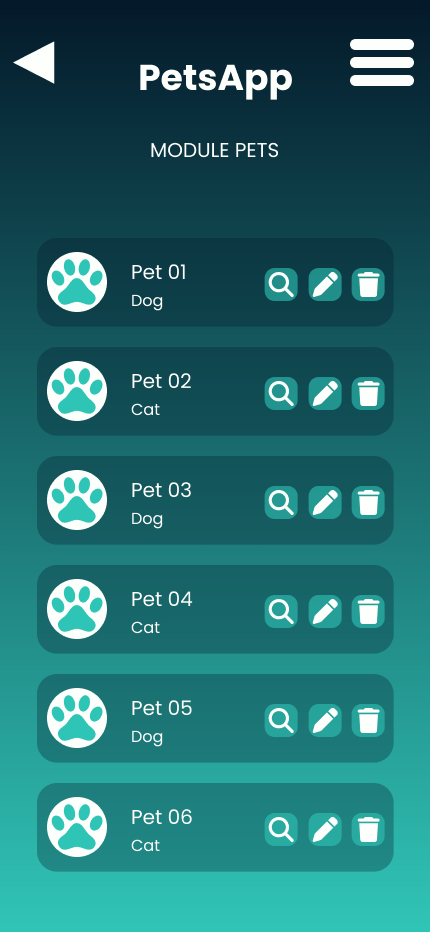 PetsApp
MODULE PETS
Pet 01
Dog
Pet 02
Cat
Pet 03
Dog
Pet 04
Cat
Pet 05
Dog
Pet 06
Cat